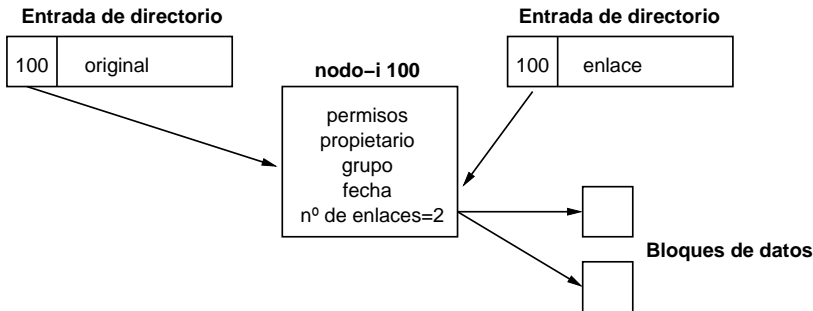 Entrada de directorio
100 original
Entrada de directorio
100 enlace
nodo−i 100
permisos
propietario
grupo
fecha
nº de enlaces=2
Bloques de datos